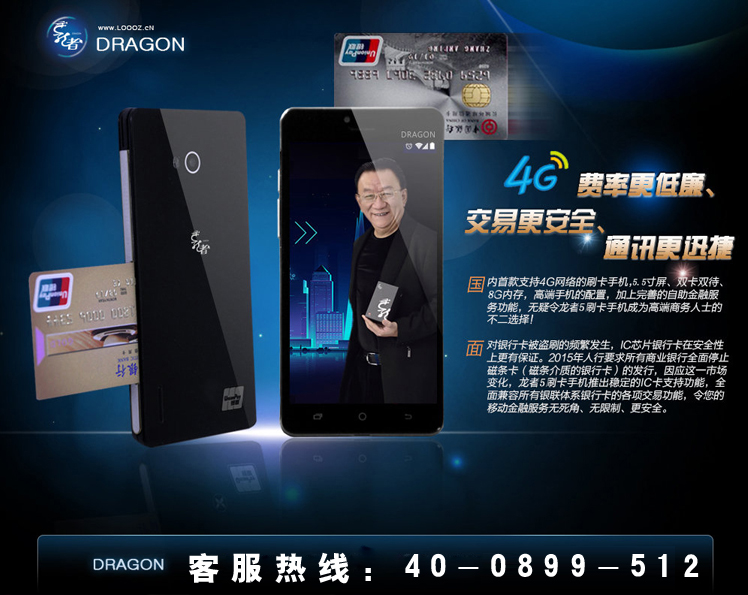 www.LOOOZ.CN
DRAGON
UnionPay
DRAGON
4G 费率更低廉、
交易更安全、
通讯更迅捷
国内首款支持4G网络的刷卡手机,5.5寸屏、双卡双待、
8G内存，高端手机的配置，加上完善的自助金融服
务功能，无疑令龙者5刷卡手机成为高端商务人士的
不二选择！
面对银行卡被盗刷的频繁发生，IC芯片银行卡在安全性
上更有保证。2015年人行要求所有商业银行全面停止
磁条卡（磁条介质的银行卡）的发行，因应这一市场
变化，龙者5刷卡手机推出稳定的IC卡支持功能，全
面兼容所有银联体系银行卡的各项交易功能，令您的
移动金融服务无死角、无限制、更安全。
UnionPay
银行
DRAGON 客服热线：40-0899-512